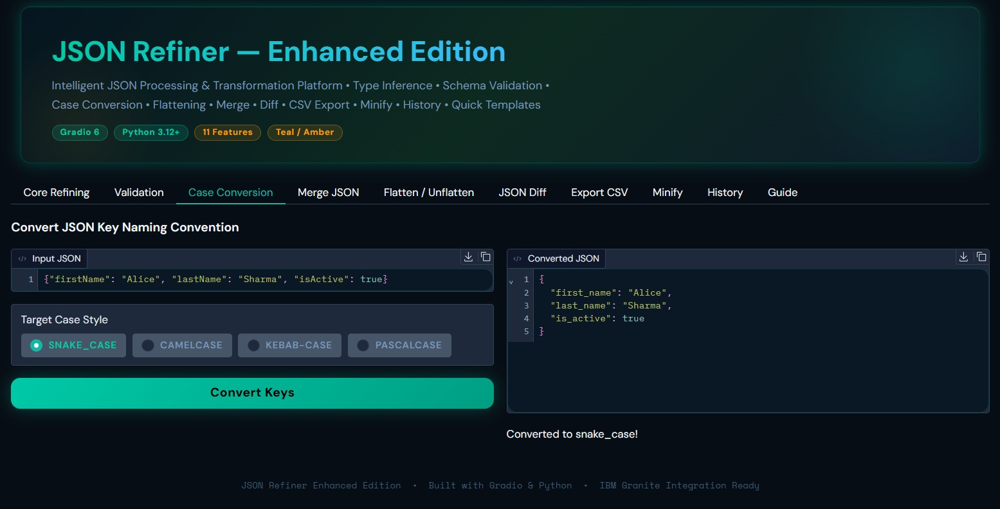 JSON Refiner — Enhanced Edition
Intelligent JSON Processing & Transformation Platform • Type Inference • Schema Validation •
Case Conversion • Flattening • Merge • Diff • CSV Export • Minify • History • Quick Templates
Gradio 6 Python 3.12+ 11 Features Teal / Amber
Core Refining Validation Case Conversion Merge JSON Flatten / Unflatten JSON Diff Export CSV Minify History Guide
Convert JSON Key Naming Convention
</> Input JSON
1 {"firstName": "Alice", "lastName": "Sharma", "isActive": true}
Target Case Style
SNAKE_CASE CAMELCASE KEBAB-CASE PASCALCASE
Convert Keys
</> Converted JSON
1 {
2 "first_name": "Alice",
3 "last_name": "Sharma",
4 "is_active": true
5 }
Converted to snake_case!
JSON Refiner Enhanced Edition • Built with Gradio & Python • IBM Granite Integration Ready